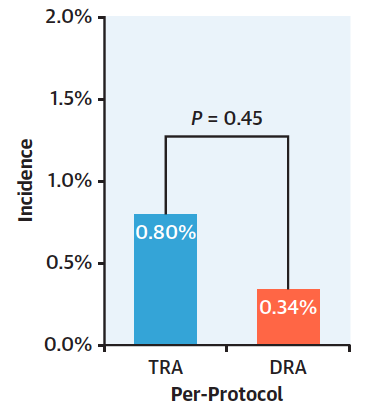 2.0%
1.5%
1.0%
0.5%
0.0%
Incidence
P = 0.45
0.80%
0.34%
TRA
DRA
Per-Protocol